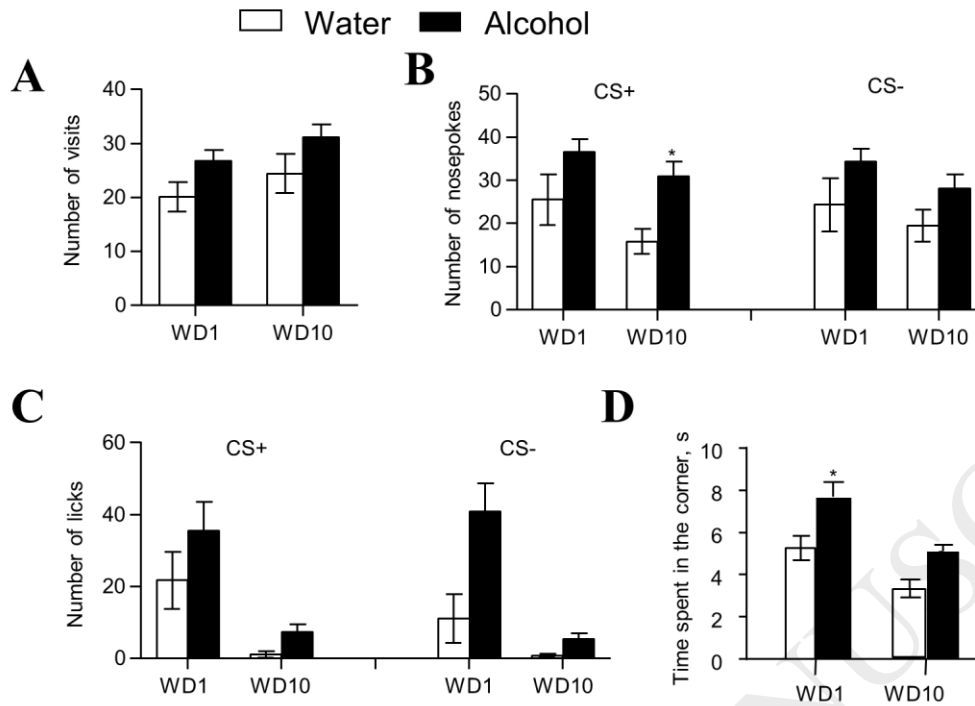 Water Alcohol
A
Number of visits
40
30
20
10
0
WD1 WD10
B
Number of nosepokes
50
40
30
20
10
0
CS+ CS-
*
WD1 WD10 WD1 WD10
C
Number of licks
60
40
20
0
CS+ CS-
WD1 WD10 WD1 WD10
D
Time spent in the corner, s
10
8
6
4
2
0
*
WD1 WD10